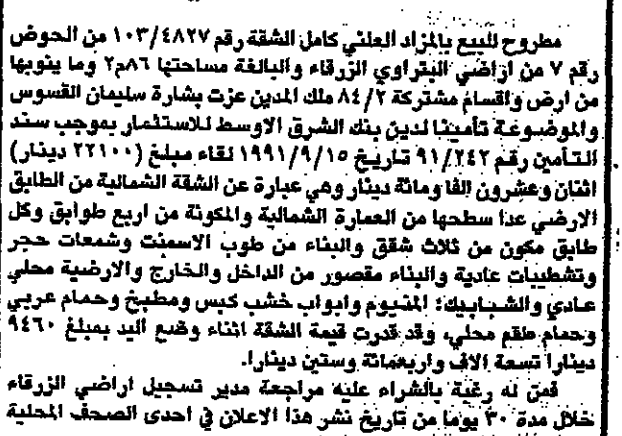 مطروح للبيع بالمزاد العلني كامل الشقة رقم ١٠٣/٤٨٢٧ من الحوض
رقم ٧ من اراضي البتراوي الزرقاء والبالغة مساحتها ٨٦م٢ وما ينوبها
من ارض واقسام مشتركة ٨٤/٢ ملك المدين عزت بشارة سليمان القسوس
والموضوعة تأمينا لدين بنك الشرق الاوسط للاستثمار بموجب سند
التأمين رقم ٩١/٢٤٢ تاريخ ١٩٩١/٩/١٥ لقاء مبلغ (٢٢١٠٠ دينار)
اثنان وعشرون الفا ومائة دينار وهي عبارة عن الشقة الشمالية من الطابق
الارضي عدا سطحها من العمارة الشمالية والمكونة من اربع طوابق وكل
طابق مكون من ثلاث شقق والبناء من طوب الاسمنت وشمعات حجر
وتشطيبات عادية والبناء مقصور من الداخل والخارج والارضية محلي
عادي والشبابيك؛ المنيوم وابواب خشب كبس ومطبخ وحمام عربي
وحمام طقم محلي، وقد قدرت قيمة الشقة اثناء وضع اليد بمبلغ ٩٤٦٠
دينارا تسعة الاف واربعمائة وستين دينارا.
فمن له رغبة بالشراء عليه مراجعة مدير تسجيل اراضي الزرقاء
خلال مدة ٣٠ يوما من تاريخ نشر هذا الاعلان في احدى الصحف المحلية